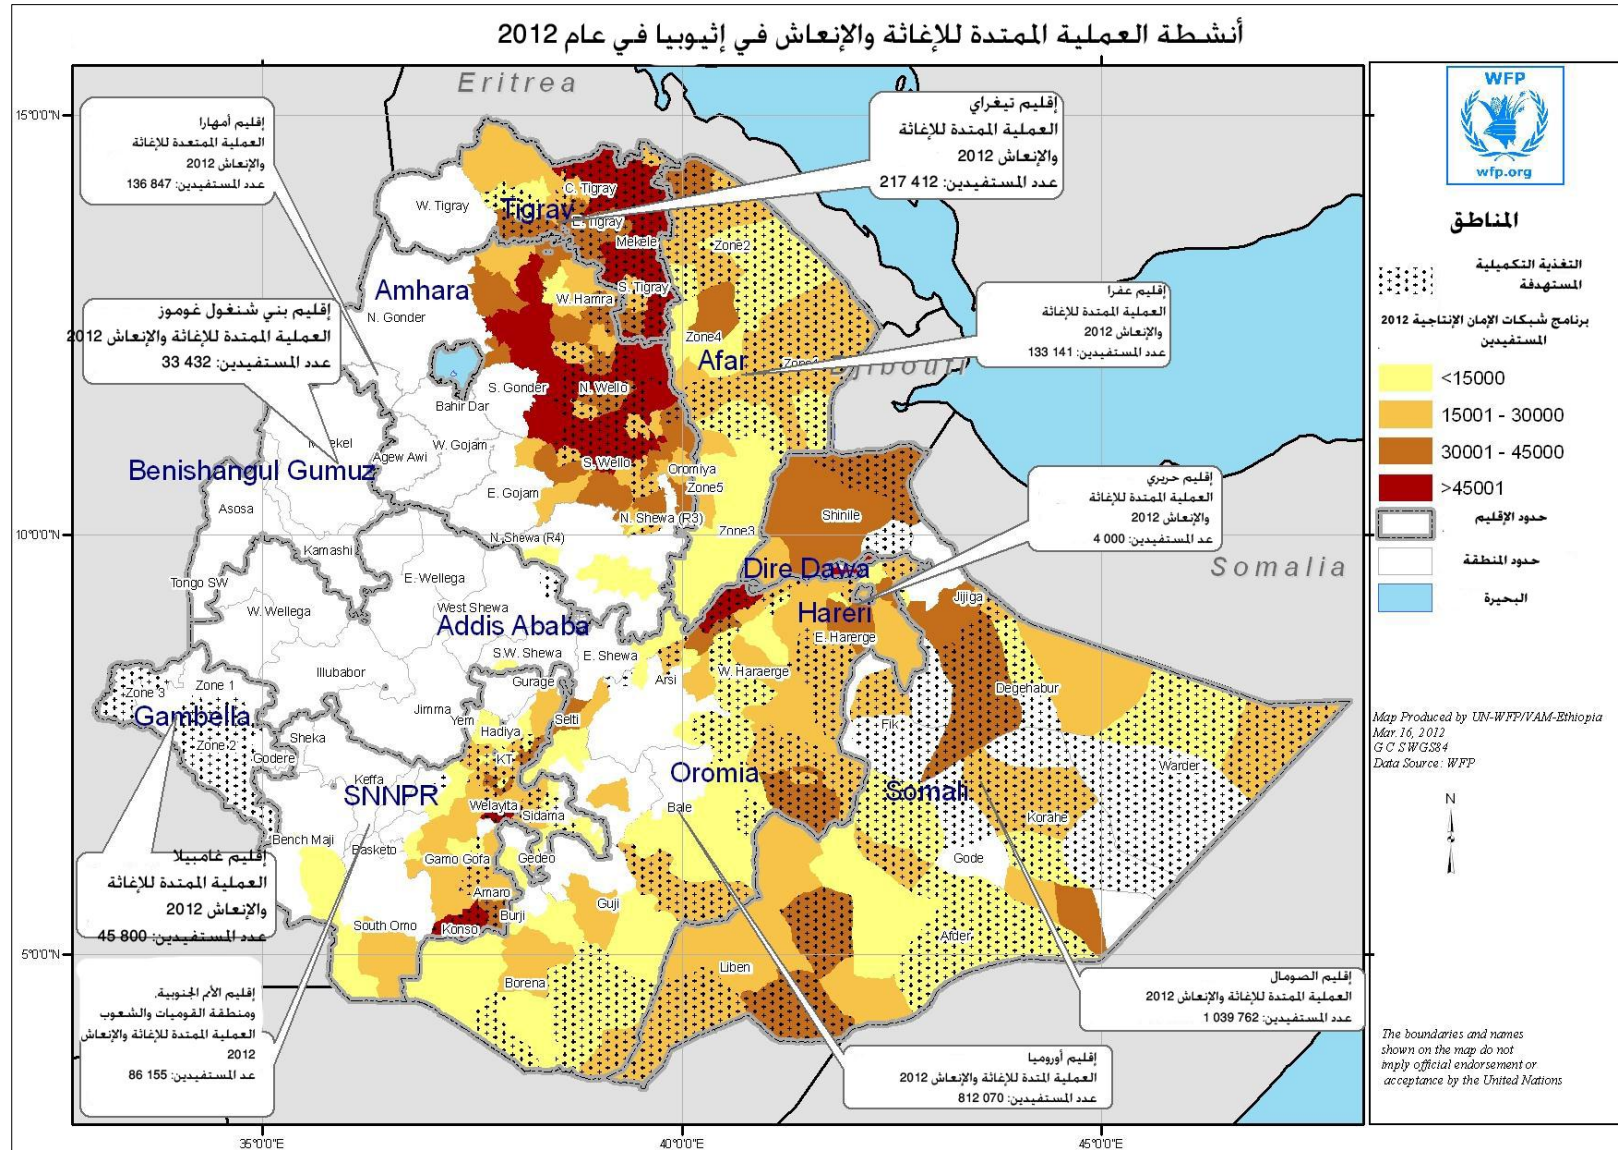 أنشطة العملية الممتدة للإغاثة والإنعاش في إثيوبيا في عام 2012
Eritrea
Djibouti
Somalia
15°0'0"N
10°0'0"N
5°0'0"N
35°0'0"E
40°0'0"E
45°0'0"E
إقليم أمهارا
العملية الممتعدة للإغاثة
والإنعاش 2012
عدد المستفيدين: 847 136
إقليم تيغراي
العملية الممتدة للإغاثة
والإنعاش 2012
عدد المستفيدين: 412 217
إقليم بني شنغول غوموز
العملية الممتدة للإغاثة والإنعاش 2012
عدد المستفيدين: 432 33
إقليم عفرا
العملية الممتدة للإغاثة
والإنعاش 2012
عدد المستفيدين: 141 133
إقليم حريري
العملية الممتدة للإغاثة
والإنعاش 2012
عد المستفيدين: 000 4
إقليم غامبيلا
العملية الممتدة للإغاثة
والإنعاش 2012
عدد المستفيدين: 800 45
إقليم الأمم الجنوبية،
ومنطقة القوميات والشعوب
العملية الممتدة للإغاثة والإنعاش
2012
عد المستفيدين: 155 86
إقليم أوروميا
العملية المتدة للإغاثة والإنعاش 2012
عدد المستفيدين: 070 812
إقليم الصومال
العملية الممتدة للإغاثة والإنعاش 2012
عدد المستفيدين: 762 039 1
Tigray
W. Tigray
C. Tigray
E. Tigray
Mekele
S. Tigray
Amhara
N. Gonder
W. Hamra
S. Gonder
N. Wello
Bahir Dar
W. Gojam
Agew Awi
E. Gojam
S. Wello
Oromiya
N. Shewa (R3)
N. Shewa (R4)
Afar
Zone2
Zone4
Zone1
Zone5
Zone3
Benishangul Gumuz
Asosa
Kamashi
Tongo SW
Shinile
Dire Dawa
Hareri
Jijiga
E. Harerge
W. Haraerge
E. Wellega
W. Wellega
West Shewa
Addis Ababa
S.W. Shewa
E. Shewa
Arsi
Illubabor
Jimma
Gambella
Zone 3
Zone 1
Zone 2
Godere
Sheka
Keffa
Yem
Gurage
Selti
Hadiya
KT
SNNPR
Welayita
Sidama
Bench Maji
Basketo
Gamo Gofa
Gedeo
Amaro
Burji
Konso
South Omo
Oromia
Bale
Guji
Borena
Somali
Degehabur
Fik
Warder
Korahe
Gode
Afder
Liben
WFP
wfp.org
المناطق
التغذية التكميلية
المستهدفة
برنامج شبكات الإمان الإنتاجية 2012
المستفيدين
<15000
15001 - 30000
30001 - 45000
>45001
حدود الإقليم
حدود المنطقة
البحيرة
Map Produced by UN-WFP/VAM-Ethiopia
Mar. 16, 2012
G C S WGS84
Data Source: WFP
N
The boundaries and names
shown on the map do not
imply official endorsement or
acceptance by the United Nations